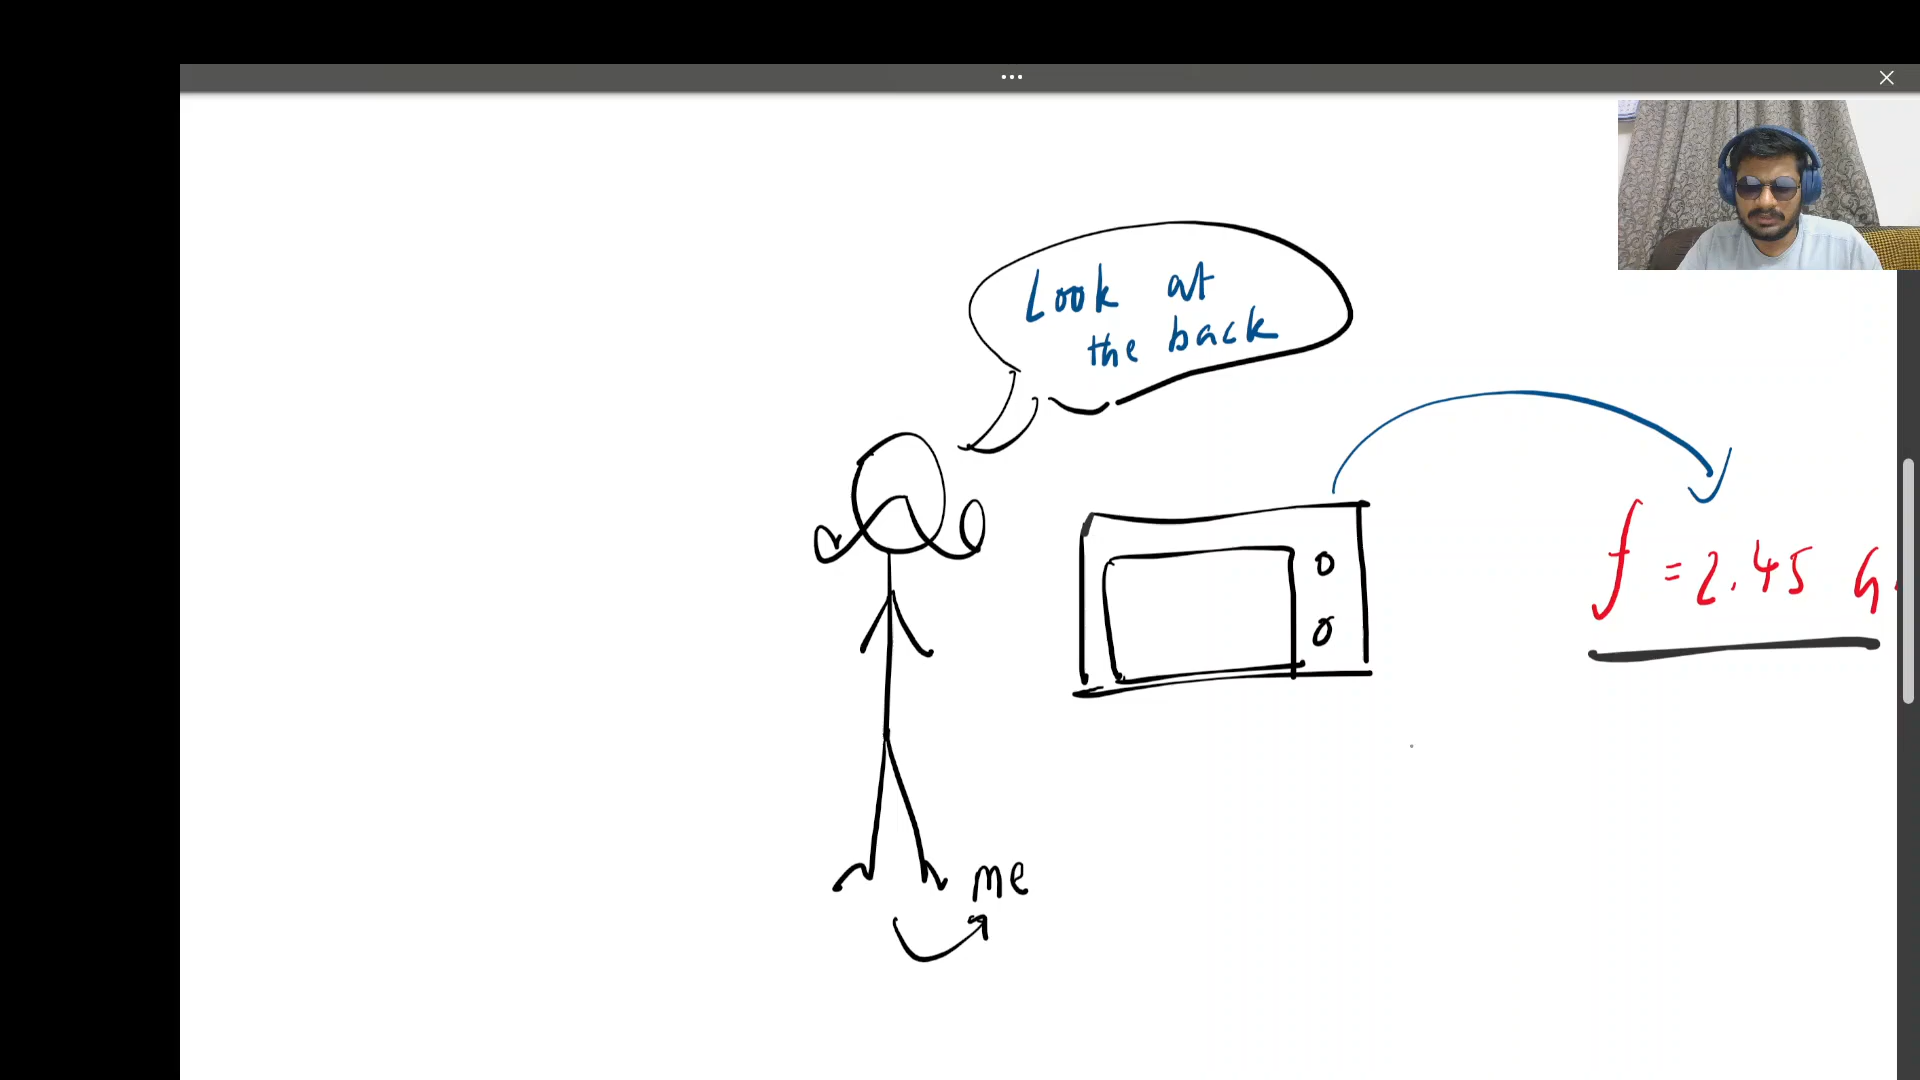 Look at
the back
f = 2.45 G
me